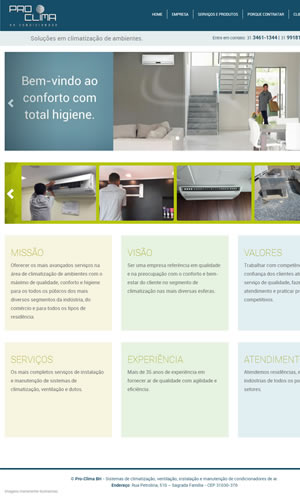 PRO CLIMA
AR CONDICIONADO
HOME EMPRESA SERVIÇOS E PRODUTOS PORQUE CONTRATAR
Soluções em climatização de ambientes.
Entre em contato: 31 3461-1344 | 31 99181
Bem-vindo ao
conforto com
total higiene.
MISSÃO
Oferecer os mais avançados serviços na
área de climatização de ambientes com o
máximo de qualidade, conforto e higiene
para os todos os públicos dos mais
diversos segmentos da indústria, do
comércio e para todos os tipos de
residência.
VISÃO
Ser uma empresa referência em qualidade
e na preocupação com o conforto e bem-
estar do cliente no segmento de
climatização nas mais diversas esferas.
VALORES
Trabalhar com competên
confiança dos clientes at
serviço de qualidade, faze
atendimento e praticar pr
competitivos.
SERVIÇOS
Os mais completos serviços de instalação
e manutenção de sistemas de
climatização, ventilação e dutos.
EXPERIÊNCIA
Mais de 35 anos de experiência em
fornecer ar de qualidade com agilidade e
eficiência.
ATENDIMENT
Atendemos residências, e
indústrias de todos os po
setores.
© Pro-Clima BH - Sistemas de climatização, ventilação, instalação e manutenção de condicionadores de ar
Endereço: Rua Petrolina, 516 – Sagrada Família - CEP 31030-370
Imagens meramente ilustrativas.